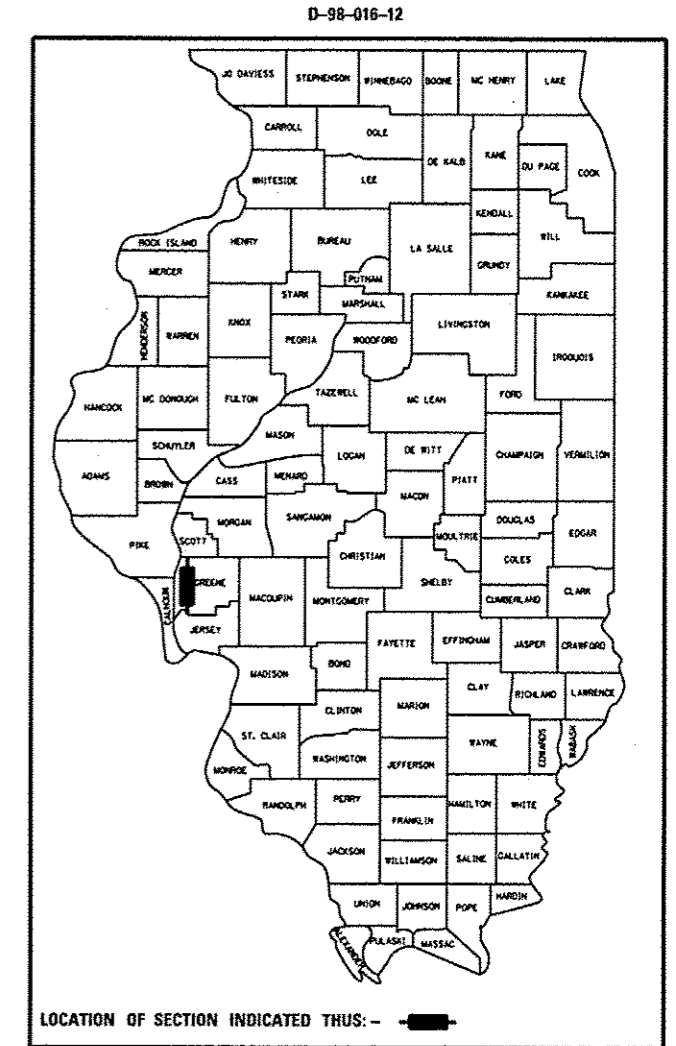 D-98-016-12
JO DAVIESS STEPHENSON WINNEBAGO BOONE MC HENRY LAKE
CARROLL OGLE DE KALB KANE DU PAGE COOK
WHITESIDE LEE KENDALL WILL
ROCK ISLAND HENRY BUREAU LA SALLE GRUNDY
MERCER PUTNAM KANKAKEE
HENDERSON WARREN KNOX STARK MARSHALL LIVINGSTON
PEORIA WOODFORD IROQUOIS
HANCOCK MC DONOUGH FULTON TAZEWELL MC LEAN FORD
MASON
SCHUYLER LOGAN DE WITT CHAMPAIGN VERMILION
ADAMS BROWN CASS MENARD PIATT
MACON
PIKE SCOTT MORGAN SANGAMON MOULTRIE DOUGLAS EDGAR
CHRISTIAN COLES
GREENE SHELBY
CALHOUN MACOUPIN MONTGOMERY CUMBERLAND CLARK
JERSEY FAYETTE EFFINGHAM JASPER CRAWFORD
MADISON BOND
CLAY RICHLAND LAWRENCE
CLINTON MARION
ST. CLAIR WAYNE EDWARDS WABASH
WASHINGTON JEFFERSON
MONROE
RANDOLPH PERRY HAMILTON WHITE
FRANKLIN
JACKSON WILLIAMSON SALINE GALLATIN
UNION JOHNSON POPE HARDIN
ALEXANDER PULASKI MASSAC
LOCATION OF SECTION INDICATED THUS: -